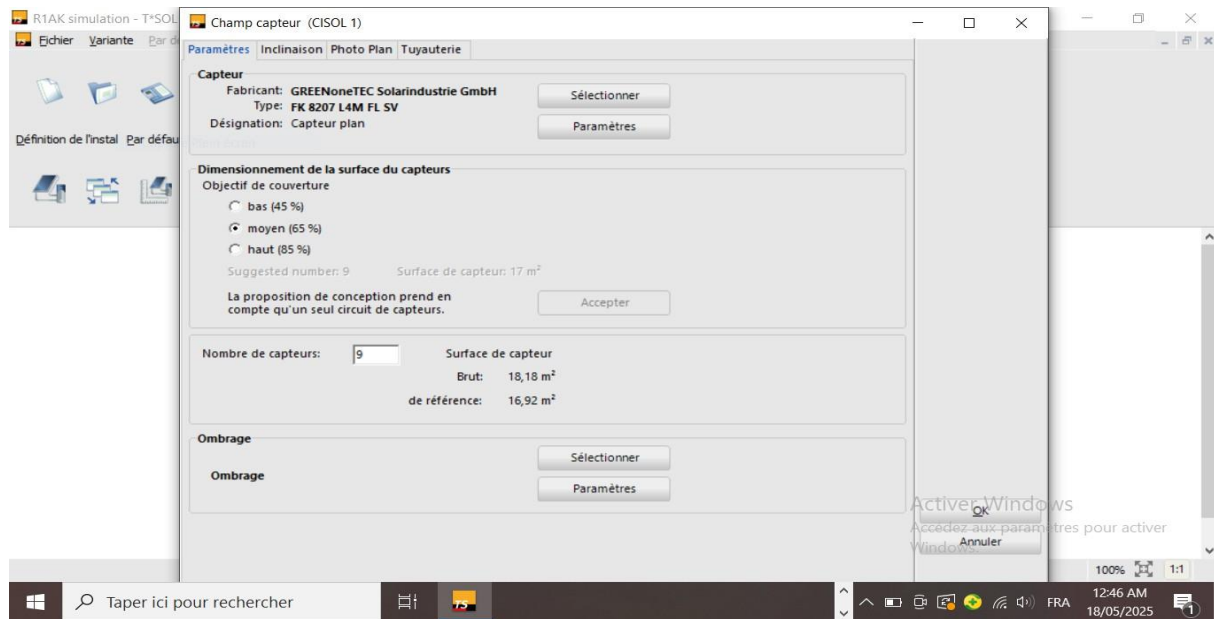 R1AK simulation - T*SOL
Champ capteur (CISOL 1)
Fichier Variante Par d
Paramètres Inclinaison Photo Plan Tuyauterie
Définition de l'instal Par défau
Capteur
Fabricant: GREENoneTEC Solarindustrie GmbH
Sélectionner
Type: FK 8207 L4M FL SV
Désignation: Capteur plan
Paramètres
Dimensionnement de la surface du capteurs
Objectif de couverture
bas (45 %)
moyen (65 %)
haut (85 %)
Suggested number: 9 Surface de capteur: 17 m²
La proposition de conception prend en
compte qu'un seul circuit de capteurs.
Accepter
Nombre de capteurs: 9 Surface de capteur
Brut: 18,18 m²
de référence: 16,92 m²
Ombrage
Sélectionner
Ombrage
Paramètres
OK
Annuler
Activer Windows
Accédez aux paramètres pour activer
Windows.
100% 1:1
Taper ici pour rechercher
TS
FRA
12:46 AM
18/05/2025
1